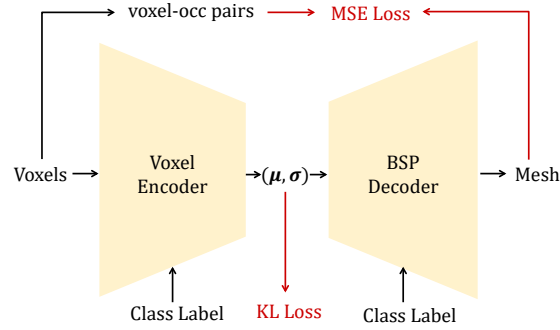 voxel-occ pairs
MSE Loss
Voxels
Voxel
Encoder
(μ, σ)
BSP
Decoder
Mesh
Class Label
KL Loss
Class Label